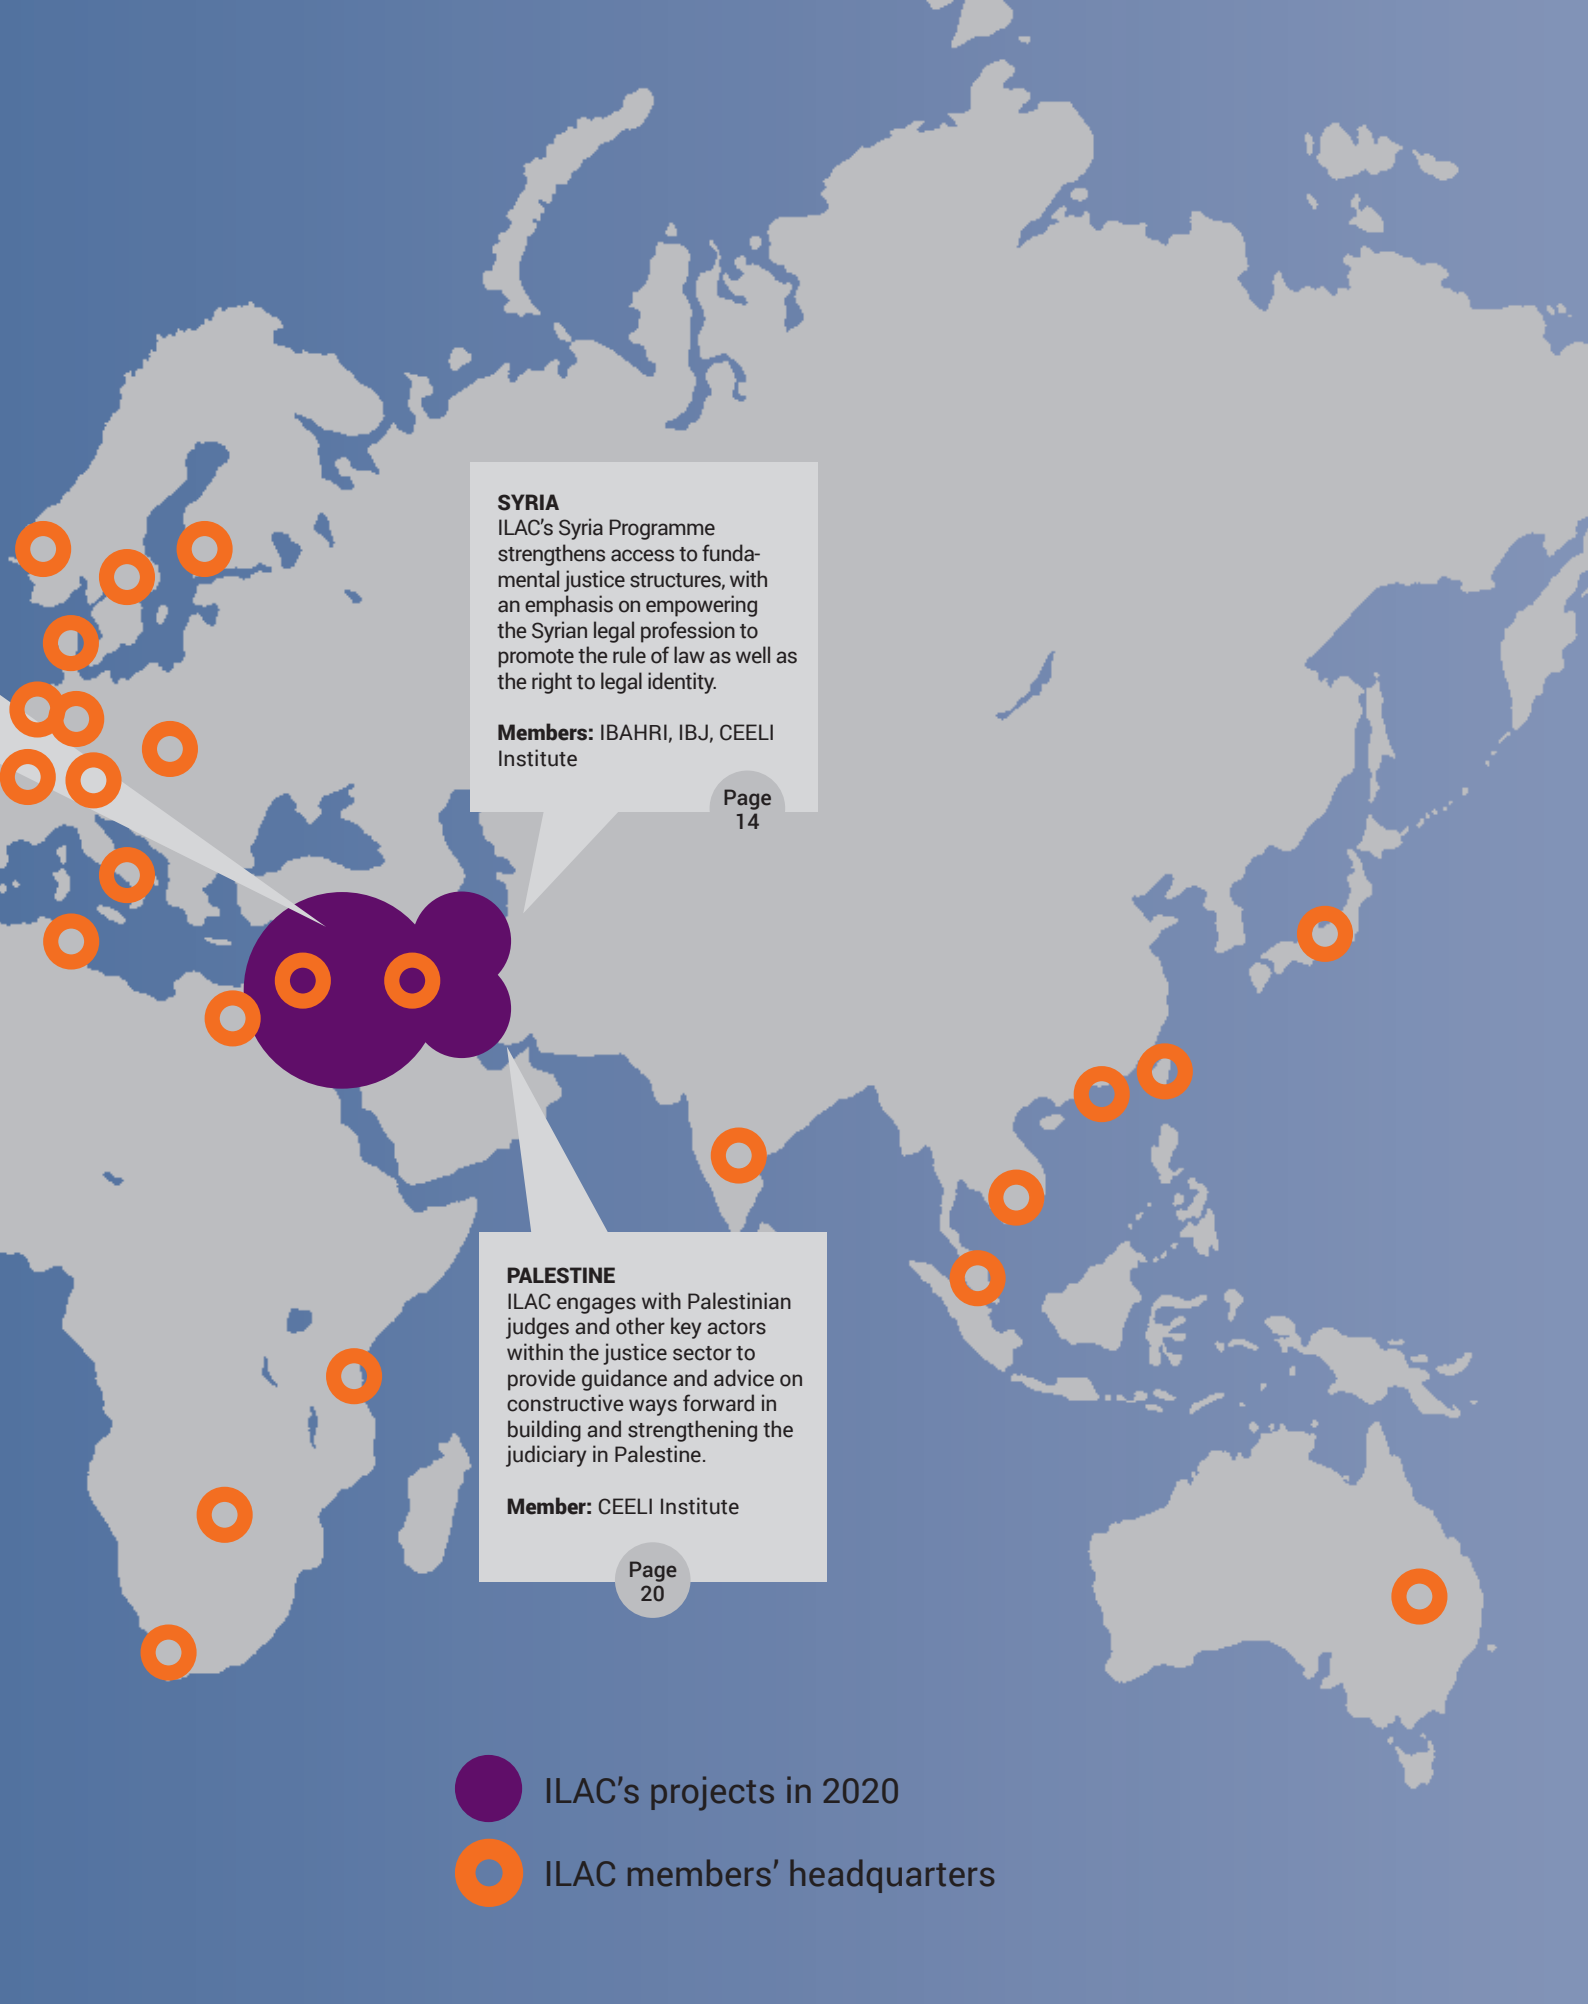 SYRIA
ILAC's Syria Programme
strengthens access to funda-
mental justice structures, with
an emphasis on empowering
the Syrian legal profession to
promote the rule of law as well as
the right to legal identity.
Members: IBAHRI, IBJ, CEELI
Institute
Page
14
PALESTINE
ILAC engages with Palestinian
judges and other key actors
within the justice sector to
provide guidance and advice on
constructive ways forward in
building and strengthening the
judiciary in Palestine.
Member: CEELI Institute
Page
20
ILAC's projects in 2020
ILAC members' headquarters